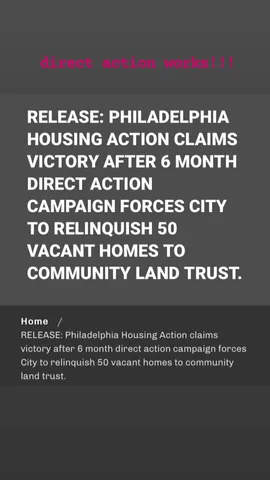 direct action works!!!
RELEASE: PHILADELPHIA
HOUSING ACTION CLAIMS
VICTORY AFTER 6 MONTH
DIRECT ACTION
CAMPAIGN FORCES CITY
TO RELINQUISH 50
VACANT HOMES TO
COMMUNITY LAND TRUST.
Home /
RELEASE: Philadelphia Housing Action claims
victory after 6 month direct action campaign forces
City to relinquish 50 vacant homes to community
land trust.